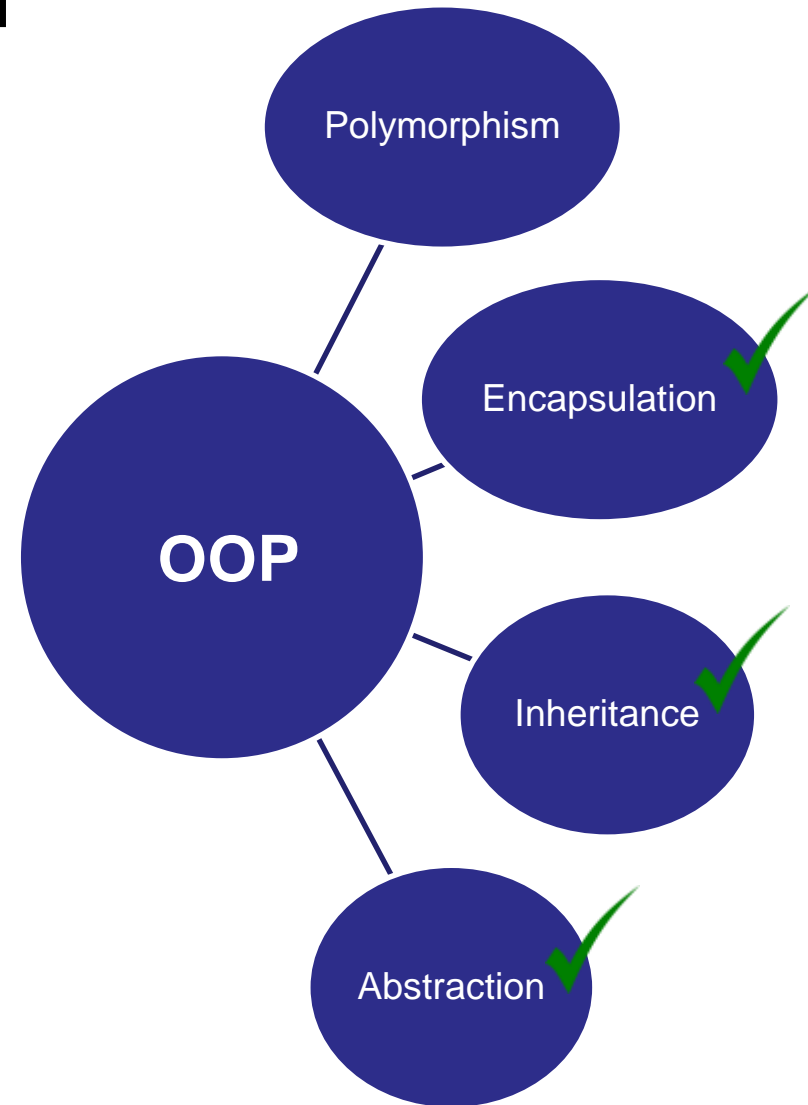 Polymorphism
Encapsulation
OOP
Inheritance
Abstraction